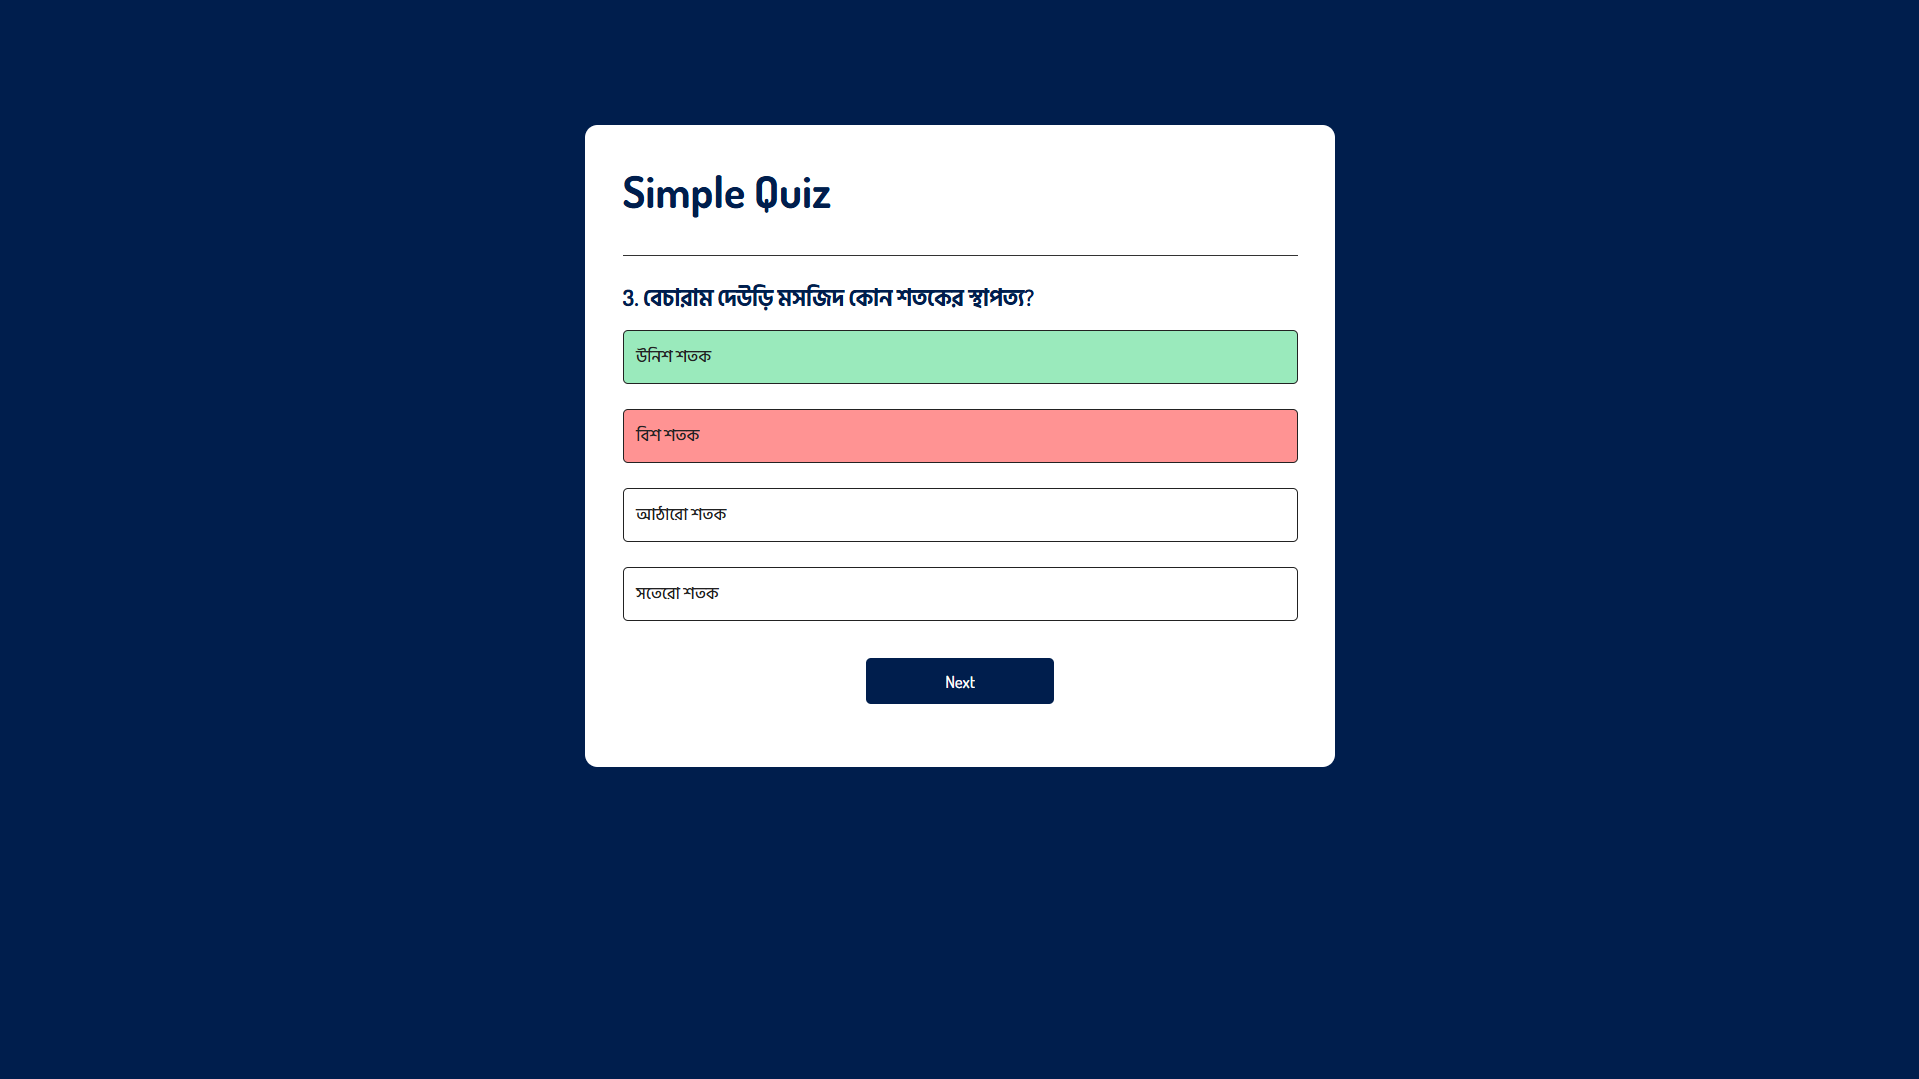 Simple Quiz
3. বেচারাম দেউড়ি মসজিদ কোন শতকের স্থাপত্য?
উনিশ শতক
বিশ শতক
আঠারো শতক
সতেরো শতক
Next